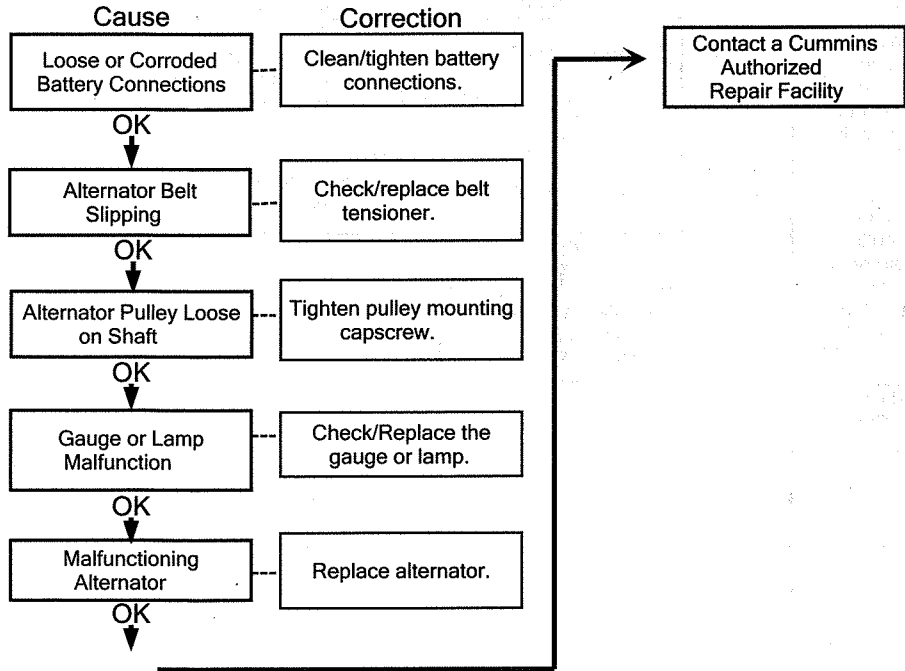 Cause
Correction
Loose or Corroded
Battery Connections
Clean/tighten battery
connections.
OK
Alternator Belt
Slipping
Check/replace belt
tensioner.
OK
Alternator Pulley Loose
on Shaft
Tighten pulley mounting
capscrew.
OK
Gauge or Lamp
Malfunction
Check/Replace the
gauge or lamp.
OK
Malfunctioning
Alternator
Replace alternator.
OK
Contact a Cummins
Authorized
Repair Facility